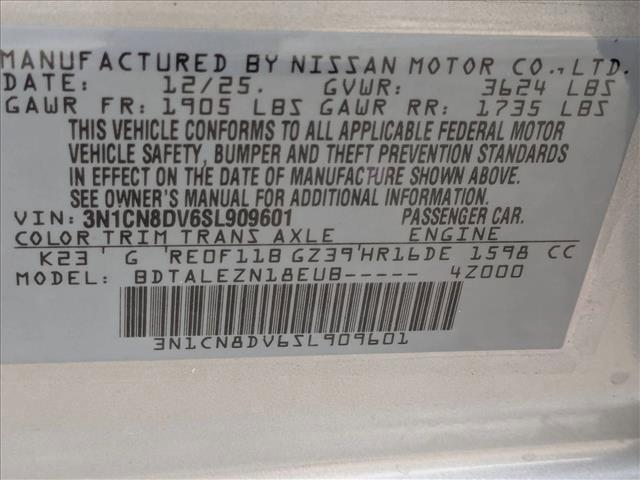 MANUFACTURED BY NISSAN MOTOR CO., LTD.
DATE: 12/25. GVWR: 3624 LBS
GAWR FR: 1905 LBS GAWR RR: 1735 LBS
THIS VEHICLE CONFORMS TO ALL APPLICABLE FEDERAL MOTOR
VEHICLE SAFETY, BUMPER AND THEFT PREVENTION STANDARDS
IN EFFECT ON THE DATE OF MANUFACTURE SHOWN ABOVE.
SEE OWNER'S MANUAL FOR ADDITIONAL INFORMATION.
VIN: 3N1CN8DV6SL909601 PASSENGER CAR.
COLOR TRIM TRANS AXLE ENGINE
K23 G RE0F11B GZ39 HR16DE 1598 CC
MODEL: BDTALEZN18EUB----- 4Z000
3N1CN8DV6SL909601